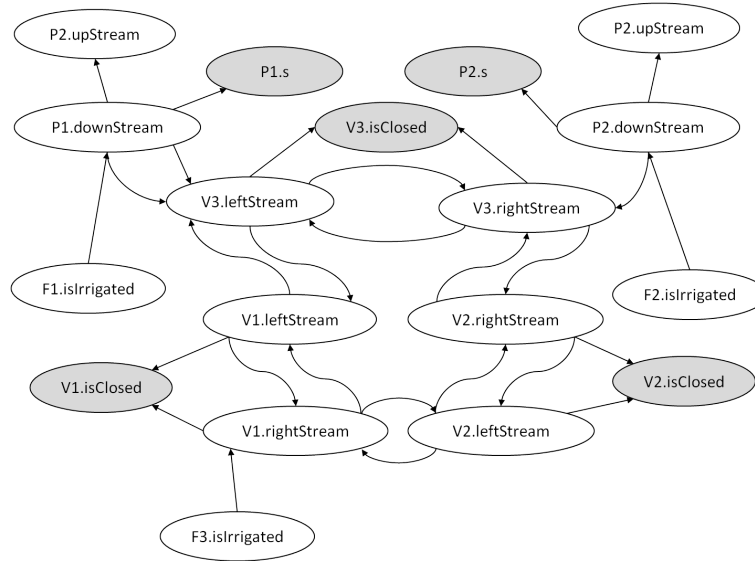 P2.upStream
P2.upStream
P1.s
P2.s
P1.downStream
V3.isClosed
P2.downStream
V3.leftStream
V3.rightStream
F1.isIrrigated
F2.isIrrigated
V1.leftStream
V2.rightStream
V1.isClosed
V2.isClosed
V1.rightStream
V2.leftStream
F3.isIrrigated